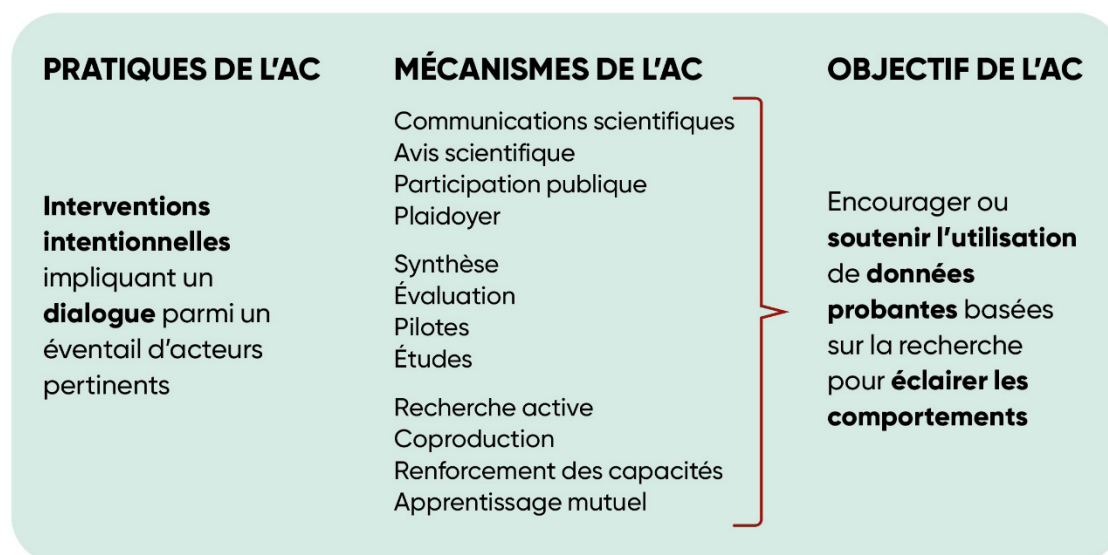 PRATIQUES DE L’AC
Interventions
intentionnelles
impliquant un
dialogue parmi un
éventail d’acteurs
pertinents
MÉCANISMES DE L’AC
Communications scientifiques
Avis scientifique
Participation publique
Plaidoyer
Synthèse
Évaluation
Pilotes
Études
Recherche active
Coproduction
Renforcement des capacités
Apprentissage mutuel
OBJECTIF DE L’AC
Encourager ou
soutenir l’utilisation
de données
probantes basées
sur la recherche
pour éclairer les
comportements